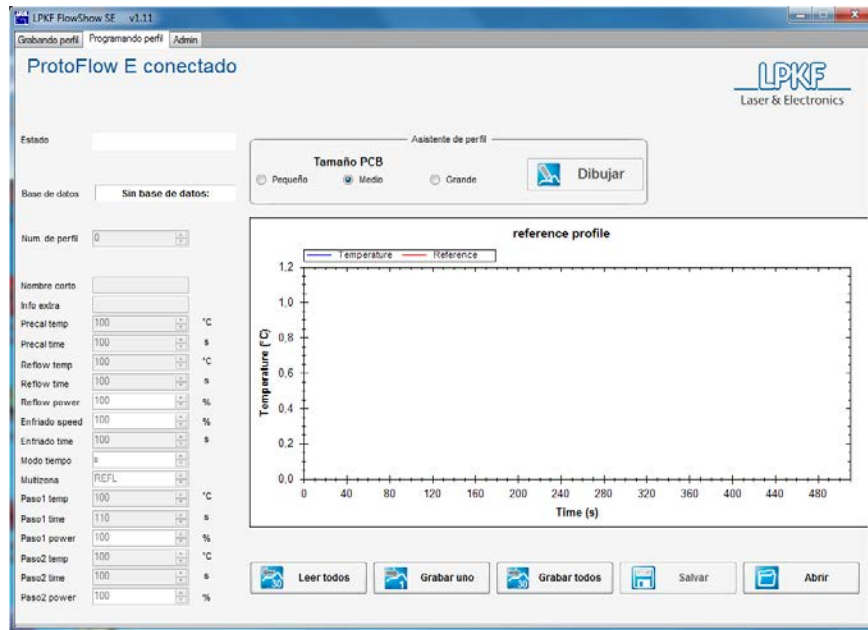 LPKF FlowShow SE v1.11
Grabando perfil Programando perfil Admin
ProtoFlow E conectado
LPKF
Laser & Electronics
Estado
Asistente de perfil
Tamaño PCB
Pequeño Medio Grande
Dibujar
Base de datos Sin base de datos:
Num. de perfil 0
Nombre corto
Info extra
Precal temp 100 °C
Precal time 100 s
Reflow temp 100 °C
Reflow time 100 s
Reflow power 100 %
Enfriado speed 100 %
Enfriado time 100 s
Modo tiempo s
Multizona REFL
Paso1 temp 100 °C
Paso1 time 110 s
Paso1 power 100 %
Paso2 temp 100 °C
Paso2 time 100 s
Paso2 power 100 %
reference profile
Temperature Reference
1,2
1,0
0,8
0,6
0,4
0,2
0,0
Temperature (°C)
0 40 80 120 160 200 240 280 320 360 400 440 480
Time (s)
30 Leer todos 1 Grabar uno 30 Grabar todos Salvar Abrir